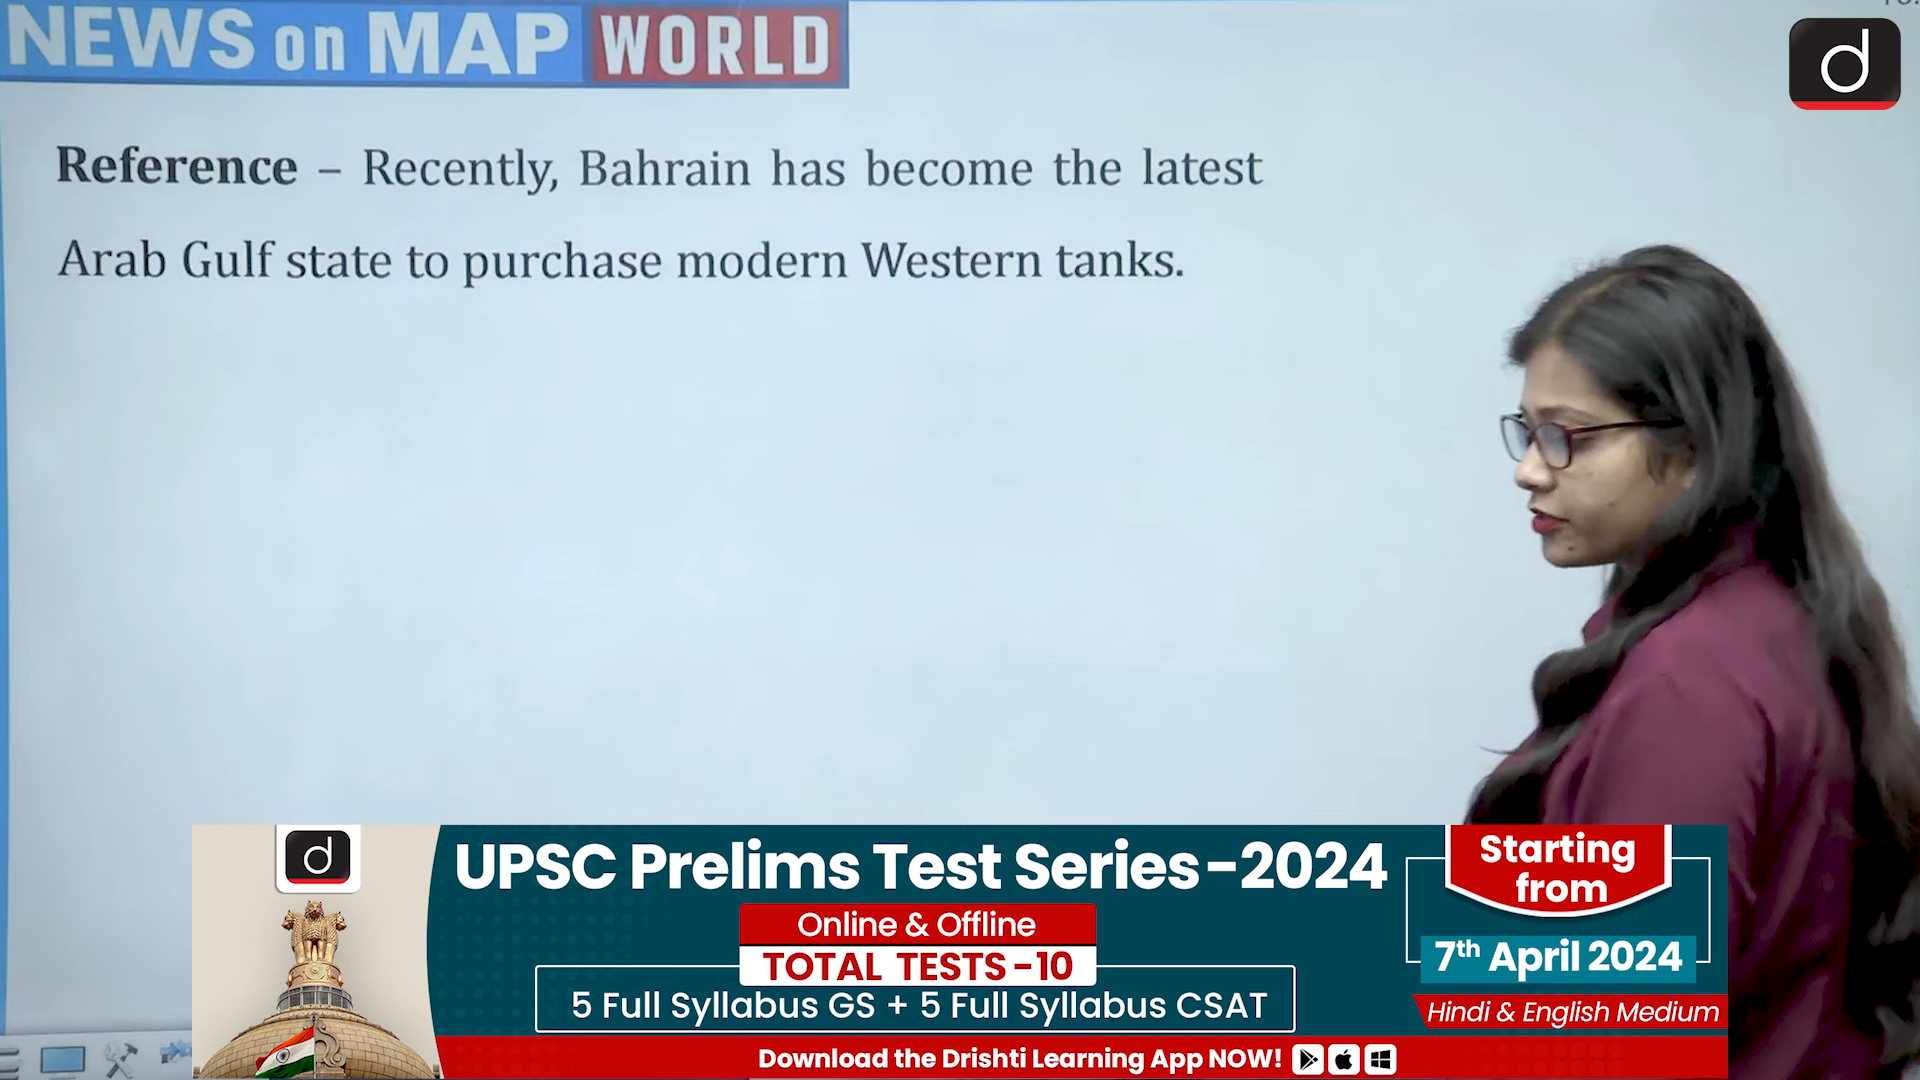 NEWS on MAP WORLD
d
Reference – Recently, Bahrain has become the latest
Arab Gulf state to purchase modern Western tanks.
d
UPSC Prelims Test Series-2024
Online & Offline
TOTAL TESTS-10
5 Full Syllabus GS + 5 Full Syllabus CSAT
Starting
from
7th April 2024
Hindi & English Medium
Download the Drishti Learning App NOW!